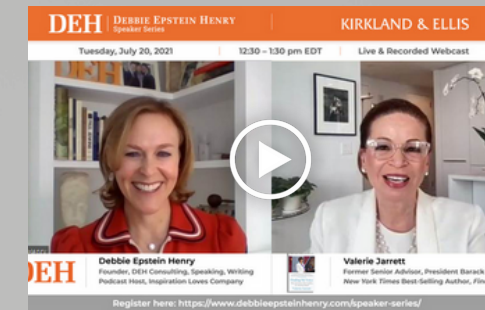 DEH DEBBIE EPSTEIN HENRY
Speaker Series
KIRKLAND & ELLIS
Tuesday, July 20, 2021 12:30 – 1:30 pm EDT Live & Recorded Webcast
DEH
Debbie Epstein Henry
Founder, DEH Consulting, Speaking, Writing
Podcast Host, Inspiration Loves Company
Valerie Jarrett
Former Senior Advisor, President Barack
New York Times Best-Selling Author, Fin
Register here: https://www.debbieepsteinhenry.com/speaker-series/